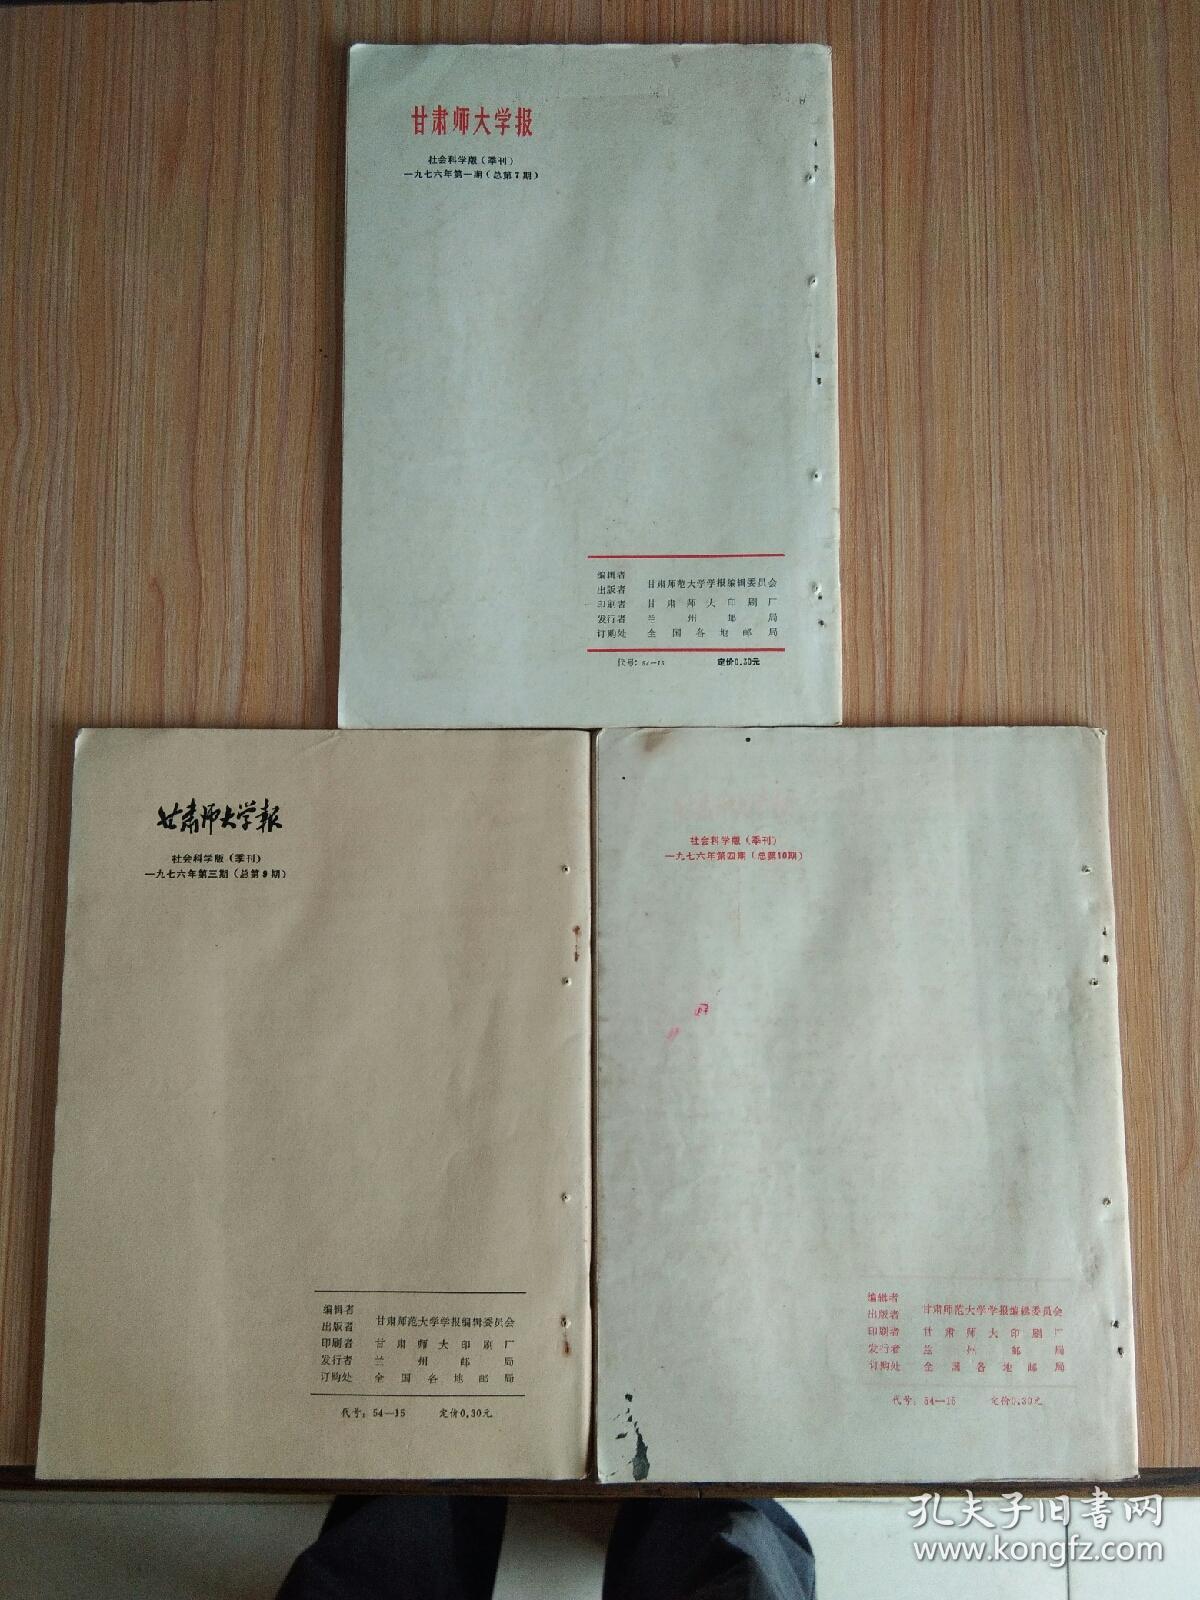 甘肃师大学报
社会科学版（季刊）
一九七六年第一期（总第7期）
编辑者
出版者 甘肃师范大学学报编辑委员会
印刷者 甘肃师大印刷厂
发行者 兰州邮局
订购处 全国各地邮局
代号：54—15 定价0.30元
甘肃师大学報
社会科学版（季刊）
一九七六年第三期（总第9期）
编辑者
出版者 甘肃师范大学学报编辑委员会
印刷者 甘肃师大印刷厂
发行者 兰州邮局
订购处 全国各地邮局
代号：54—15 定价0.30元
社会科学版（季刊）
一九七六年第四期（总第10期）
编辑者
出版者 甘肃师范大学学报编辑委员会
印刷者 甘肃师大印刷厂
发行者 兰州邮局
订购处 全国各地邮局
代号：54—15 定价0.30元
孔夫子旧書网
www.kongfz.com